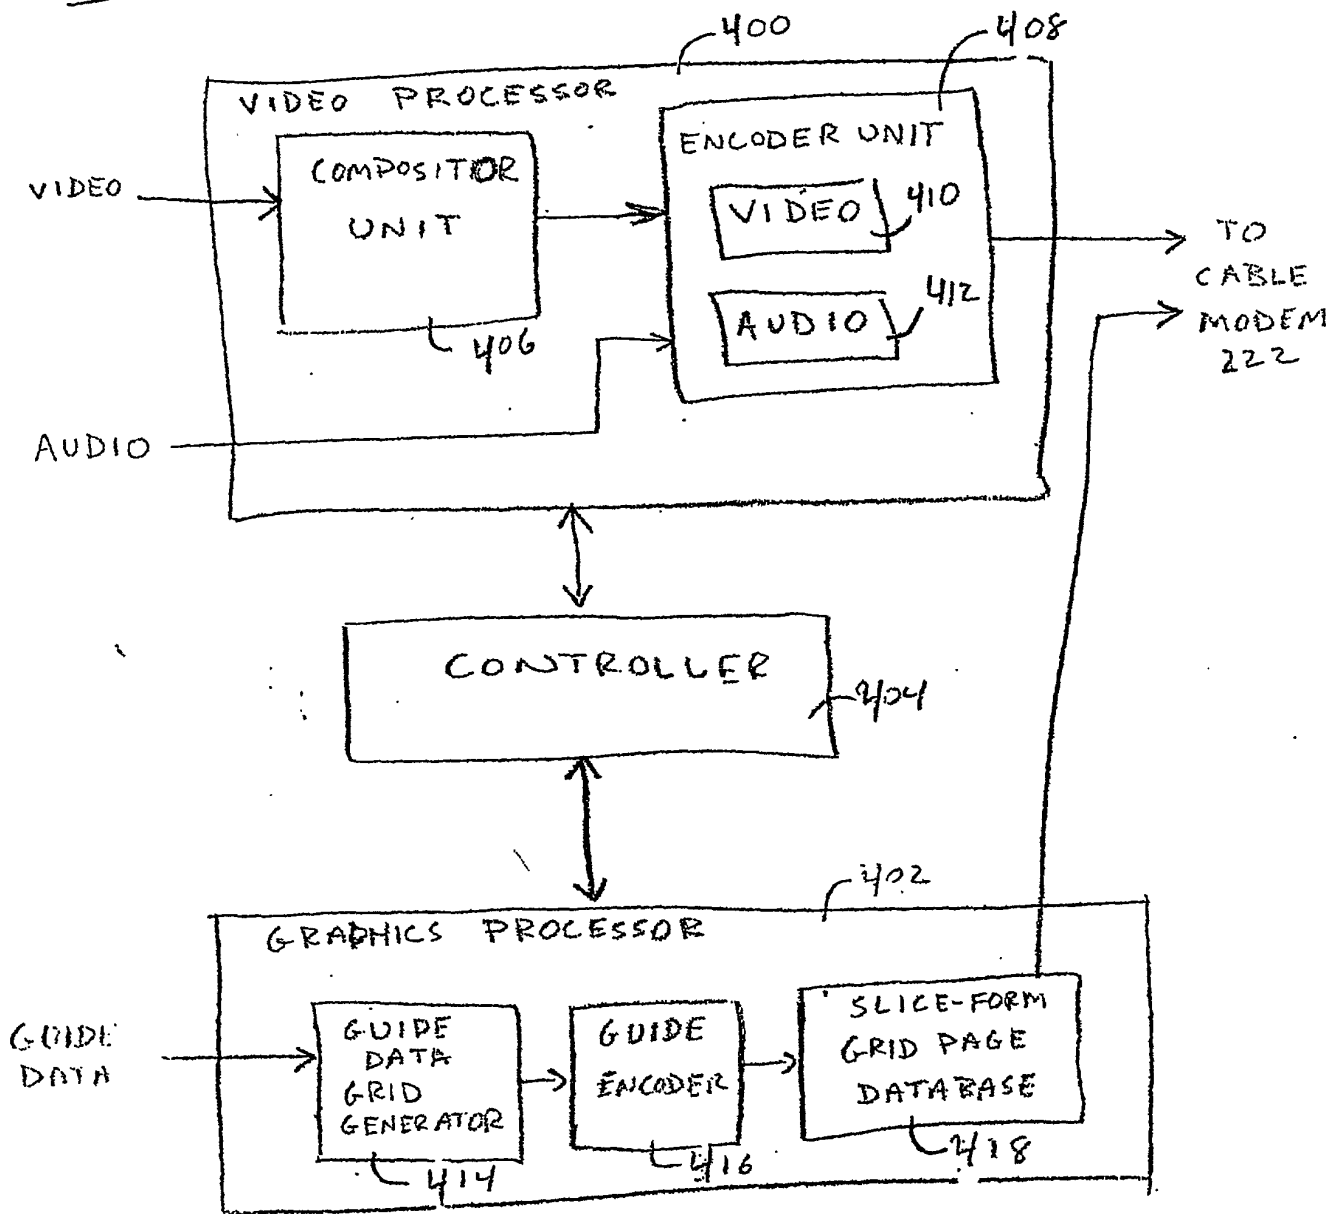 400
408
VIDEO PROCESSOR
ENCODER UNIT
COMPOSITOR
UNIT
VIDEO
VIDEO
410
AUDIO
412
406
AUDIO
TO
CABLE
MODEM
222
CONTROLLER
404
402
GRAPHICS PROCESSOR
GUIDE
DATA
GUIDE
DATA
GRID
GENERATOR
414
GUIDE
ENCODER
416
SLICE-FORM
GRID PAGE
DATABASE
418